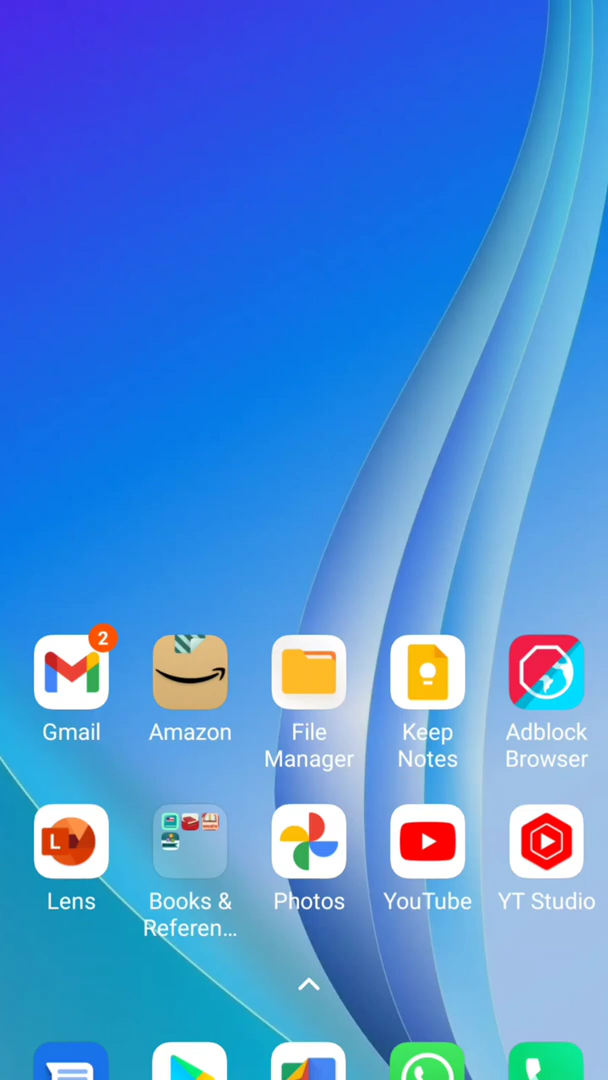 2
Gmail
Amazon
File
Manager
Keep
Notes
Adblock
Browser
L
Lens
Books &
Referen...
Photos
YouTube
YT Studio